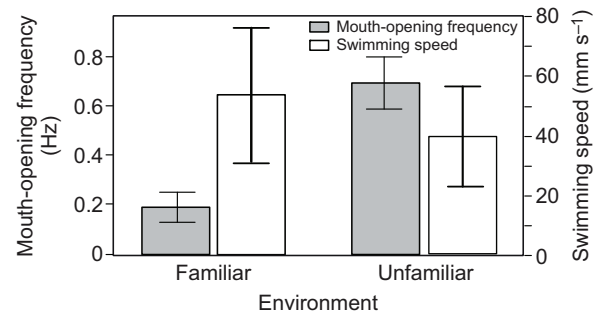 Mouth-opening frequency
(Hz)
0.8
0.6
0.4
0.2
0
Mouth-opening frequency
Swimming speed
80
60
40
20
0
Swimming speed (mm s⁻¹)
Familiar
Unfamiliar
Environment